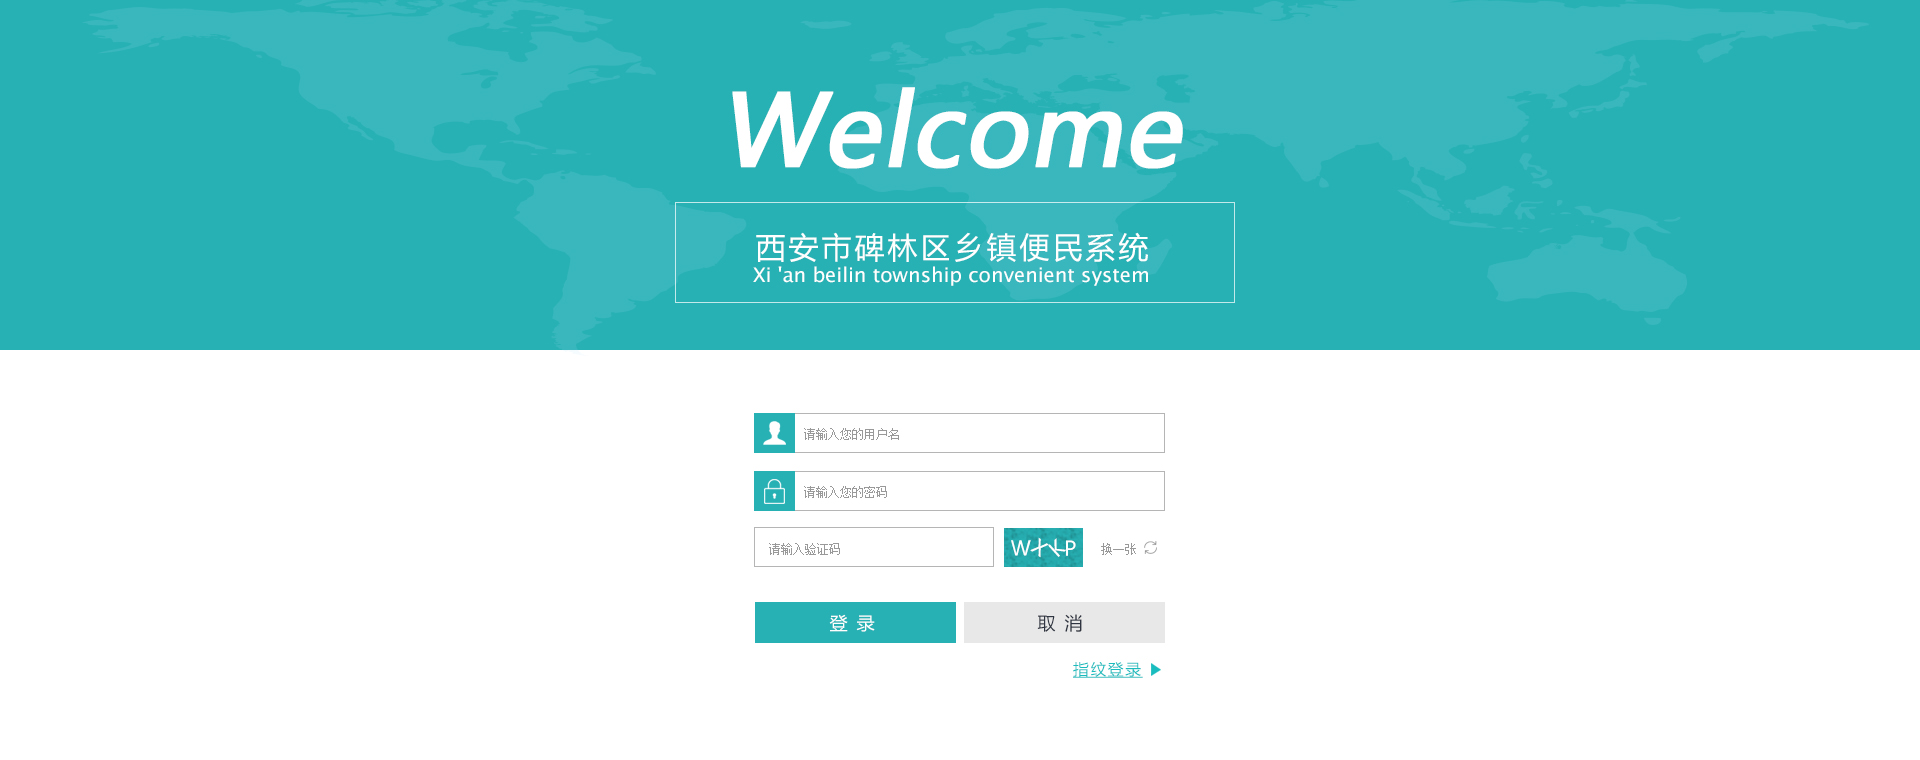 Welcome
西安市碑林区乡镇便民系统
Xi 'an beilin township convenient system
请输入您的用户名
请输入您的密码
请输入验证码
换一张
登 录
取 消
指纹登录